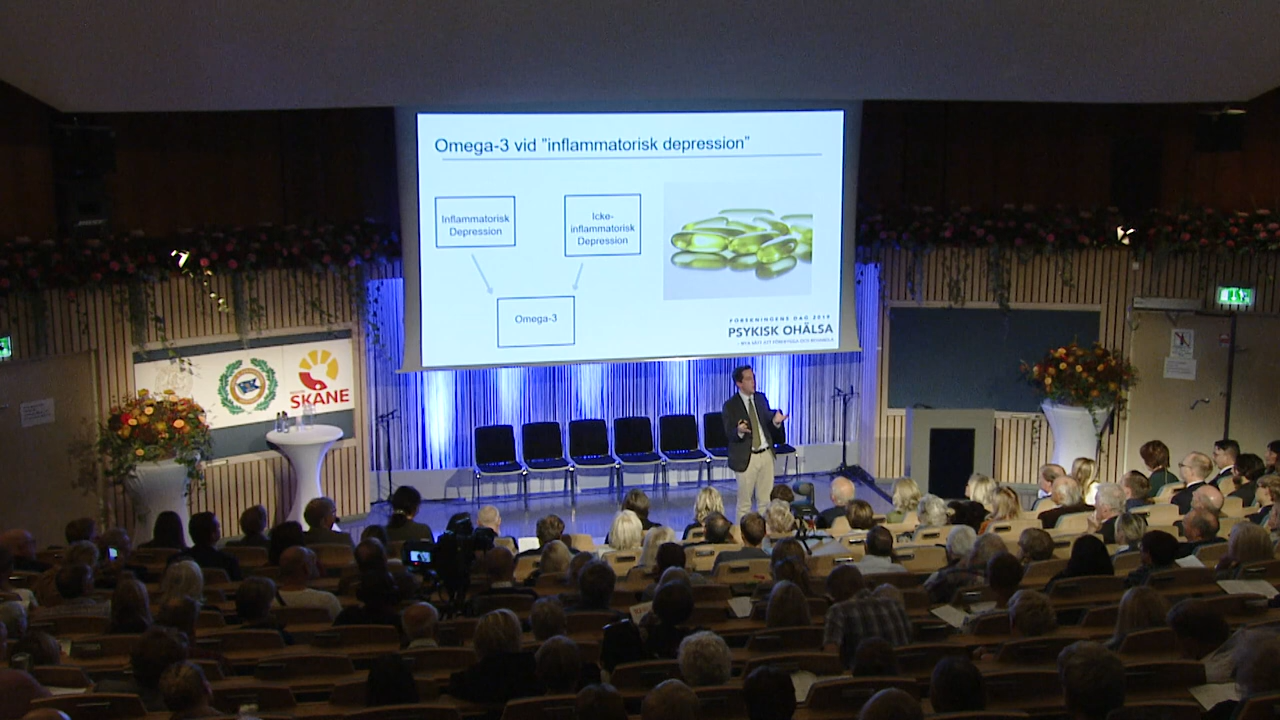 Omega-3 vid "inflammatorisk depression"
Inflammatorisk
Depression
Icke-
inflammatorisk
Depression
Omega-3
FORSKNINGENS DAG 2019
PSYKISK OHÄLSA
SKÅNE